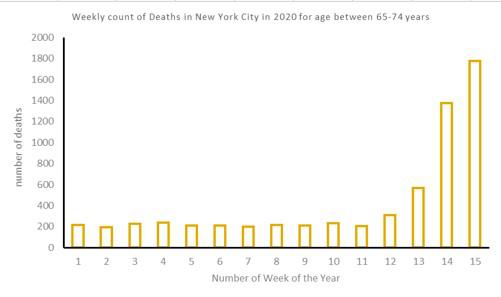 Weekly count of Deaths in New York City in 2020 for age between 65-74 years
2000
1800
1600
1400
1200
1000
800
600
400
200
0
number of deaths
1 2 3 4 5 6 7 8 9 10 11 12 13 14 15
Number of Week of the Year